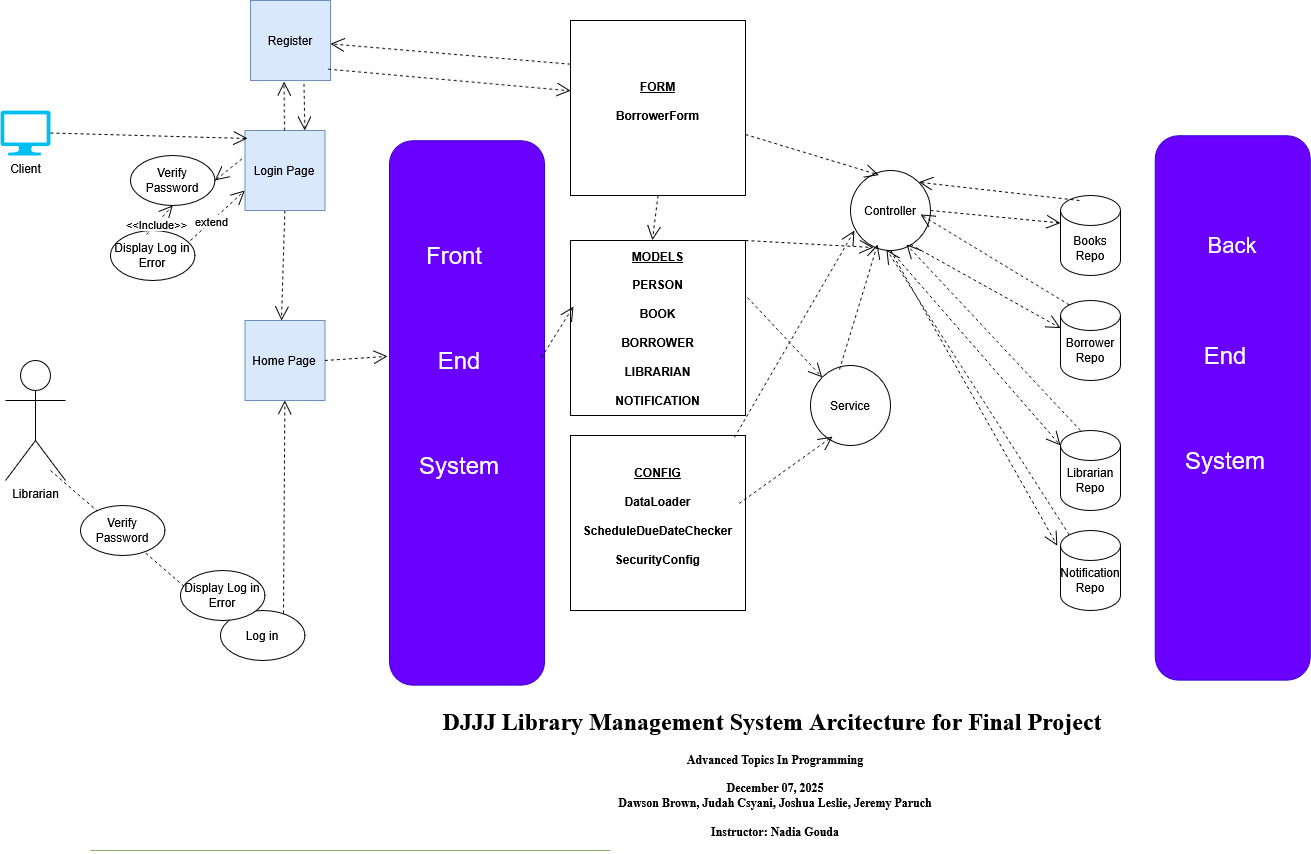 Register
Client
Login Page
Verify
Password
<<Include>>
extend
Display Log in
Error
Home Page
Librarian
Verify
Password
Display Log in
Error
Log in
Front
End
System
FORM
BorrowerForm
MODELS
PERSON
BOOK
BORROWER
LIBRARIAN
NOTIFICATION
CONFIG
DataLoader
ScheduleDueDateChecker
SecurityConfig
Controller
Service
Books
Repo
Borrower
Repo
Librarian
Repo
Notification
Repo
Back
End
System
DJJJ Library Management System Arcitecture for Final Project
Advanced Topics In Programming
December 07, 2025
Dawson Brown, Judah Csyani, Joshua Leslie, Jeremy Paruch
Instructor: Nadia Gouda